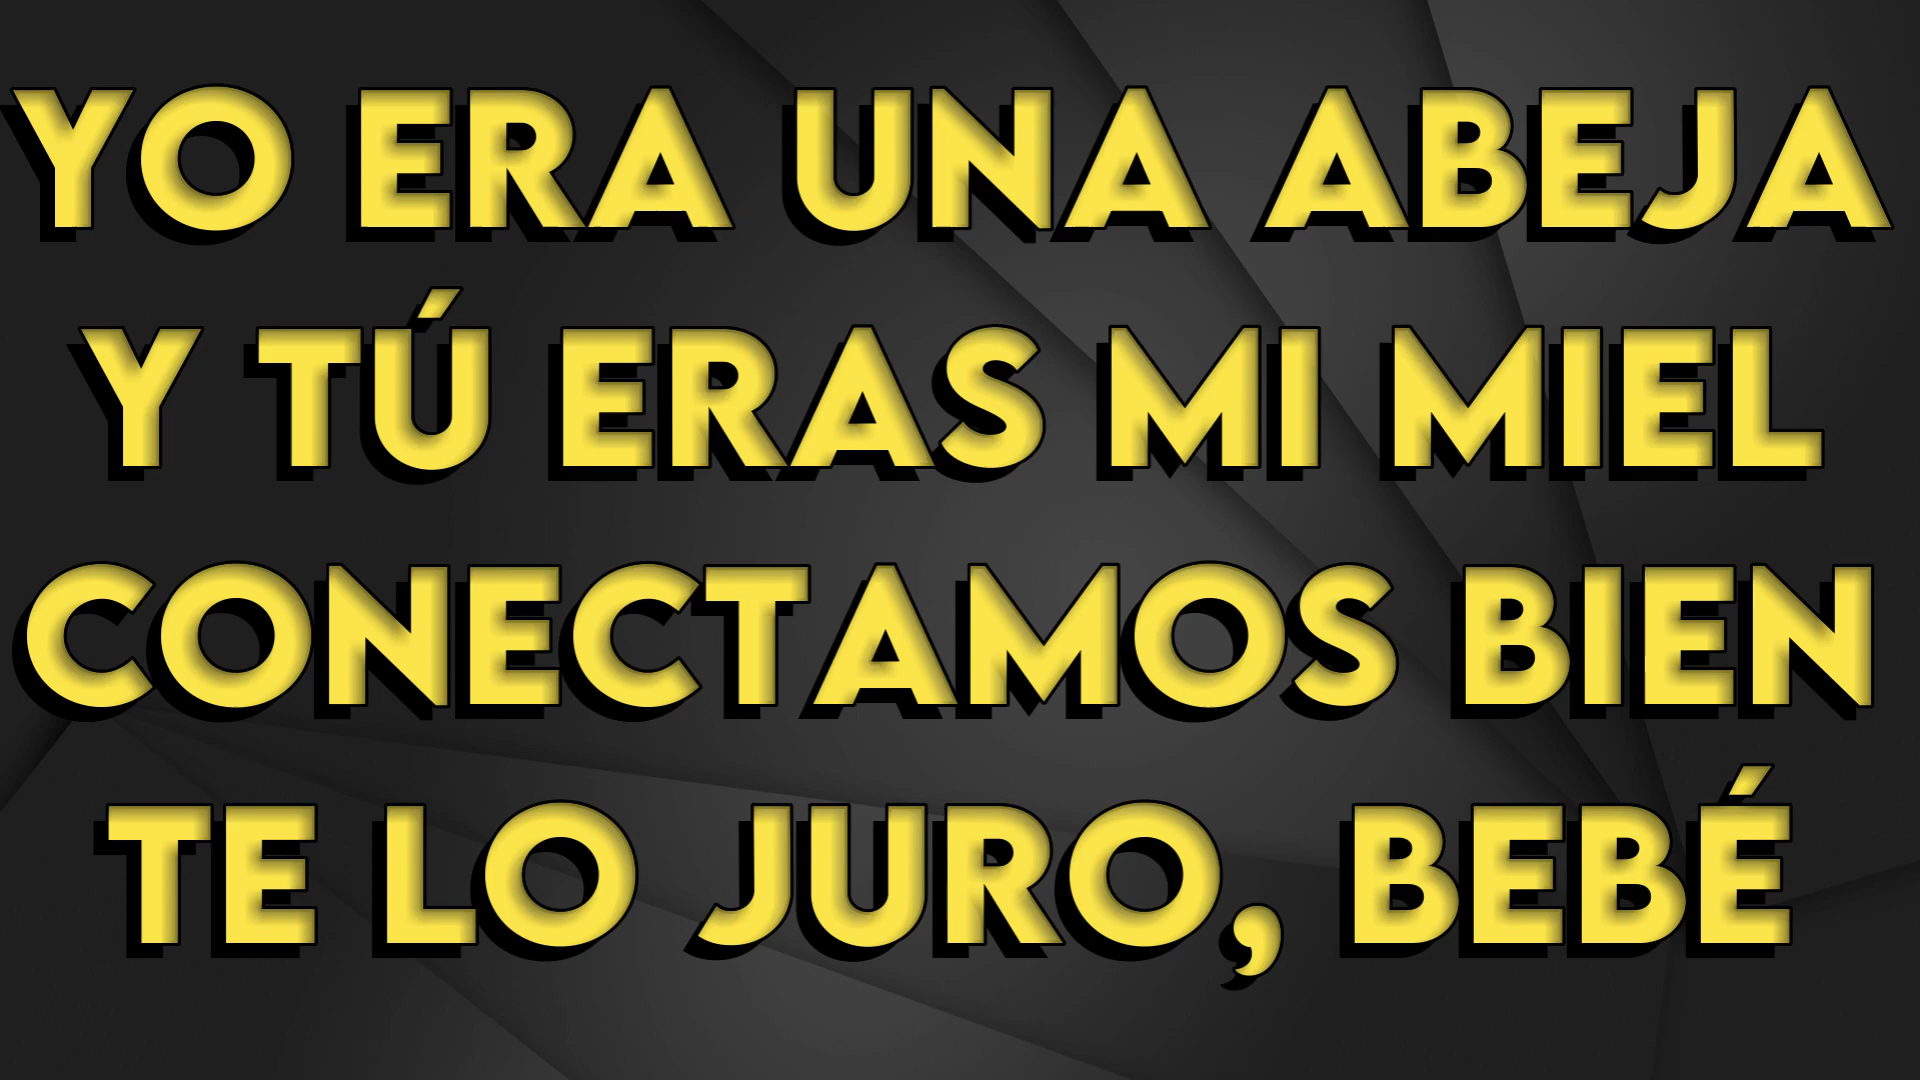 YO ERA UNA ABEJA
Y TÚ ERAS MI MIEL
CONECTAMOS BIEN
TE LO JURO, BEBÉ